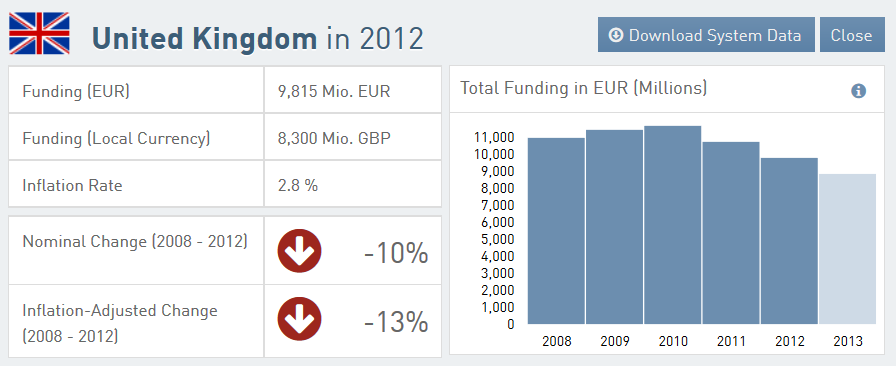 United Kingdom in 2012
Download System Data
Close
Funding (EUR)
9,815 Mio. EUR
Funding (Local Currency)
8,300 Mio. GBP
Inflation Rate
2.8 %
Nominal Change (2008 - 2012)
-10%
Inflation-Adjusted Change
(2008 - 2012)
-13%
Total Funding in EUR (Millions)
11,000
10,000
9,000
8,000
7,000
6,000
5,000
4,000
3,000
2,000
1,000
0
2008 2009 2010 2011 2012 2013